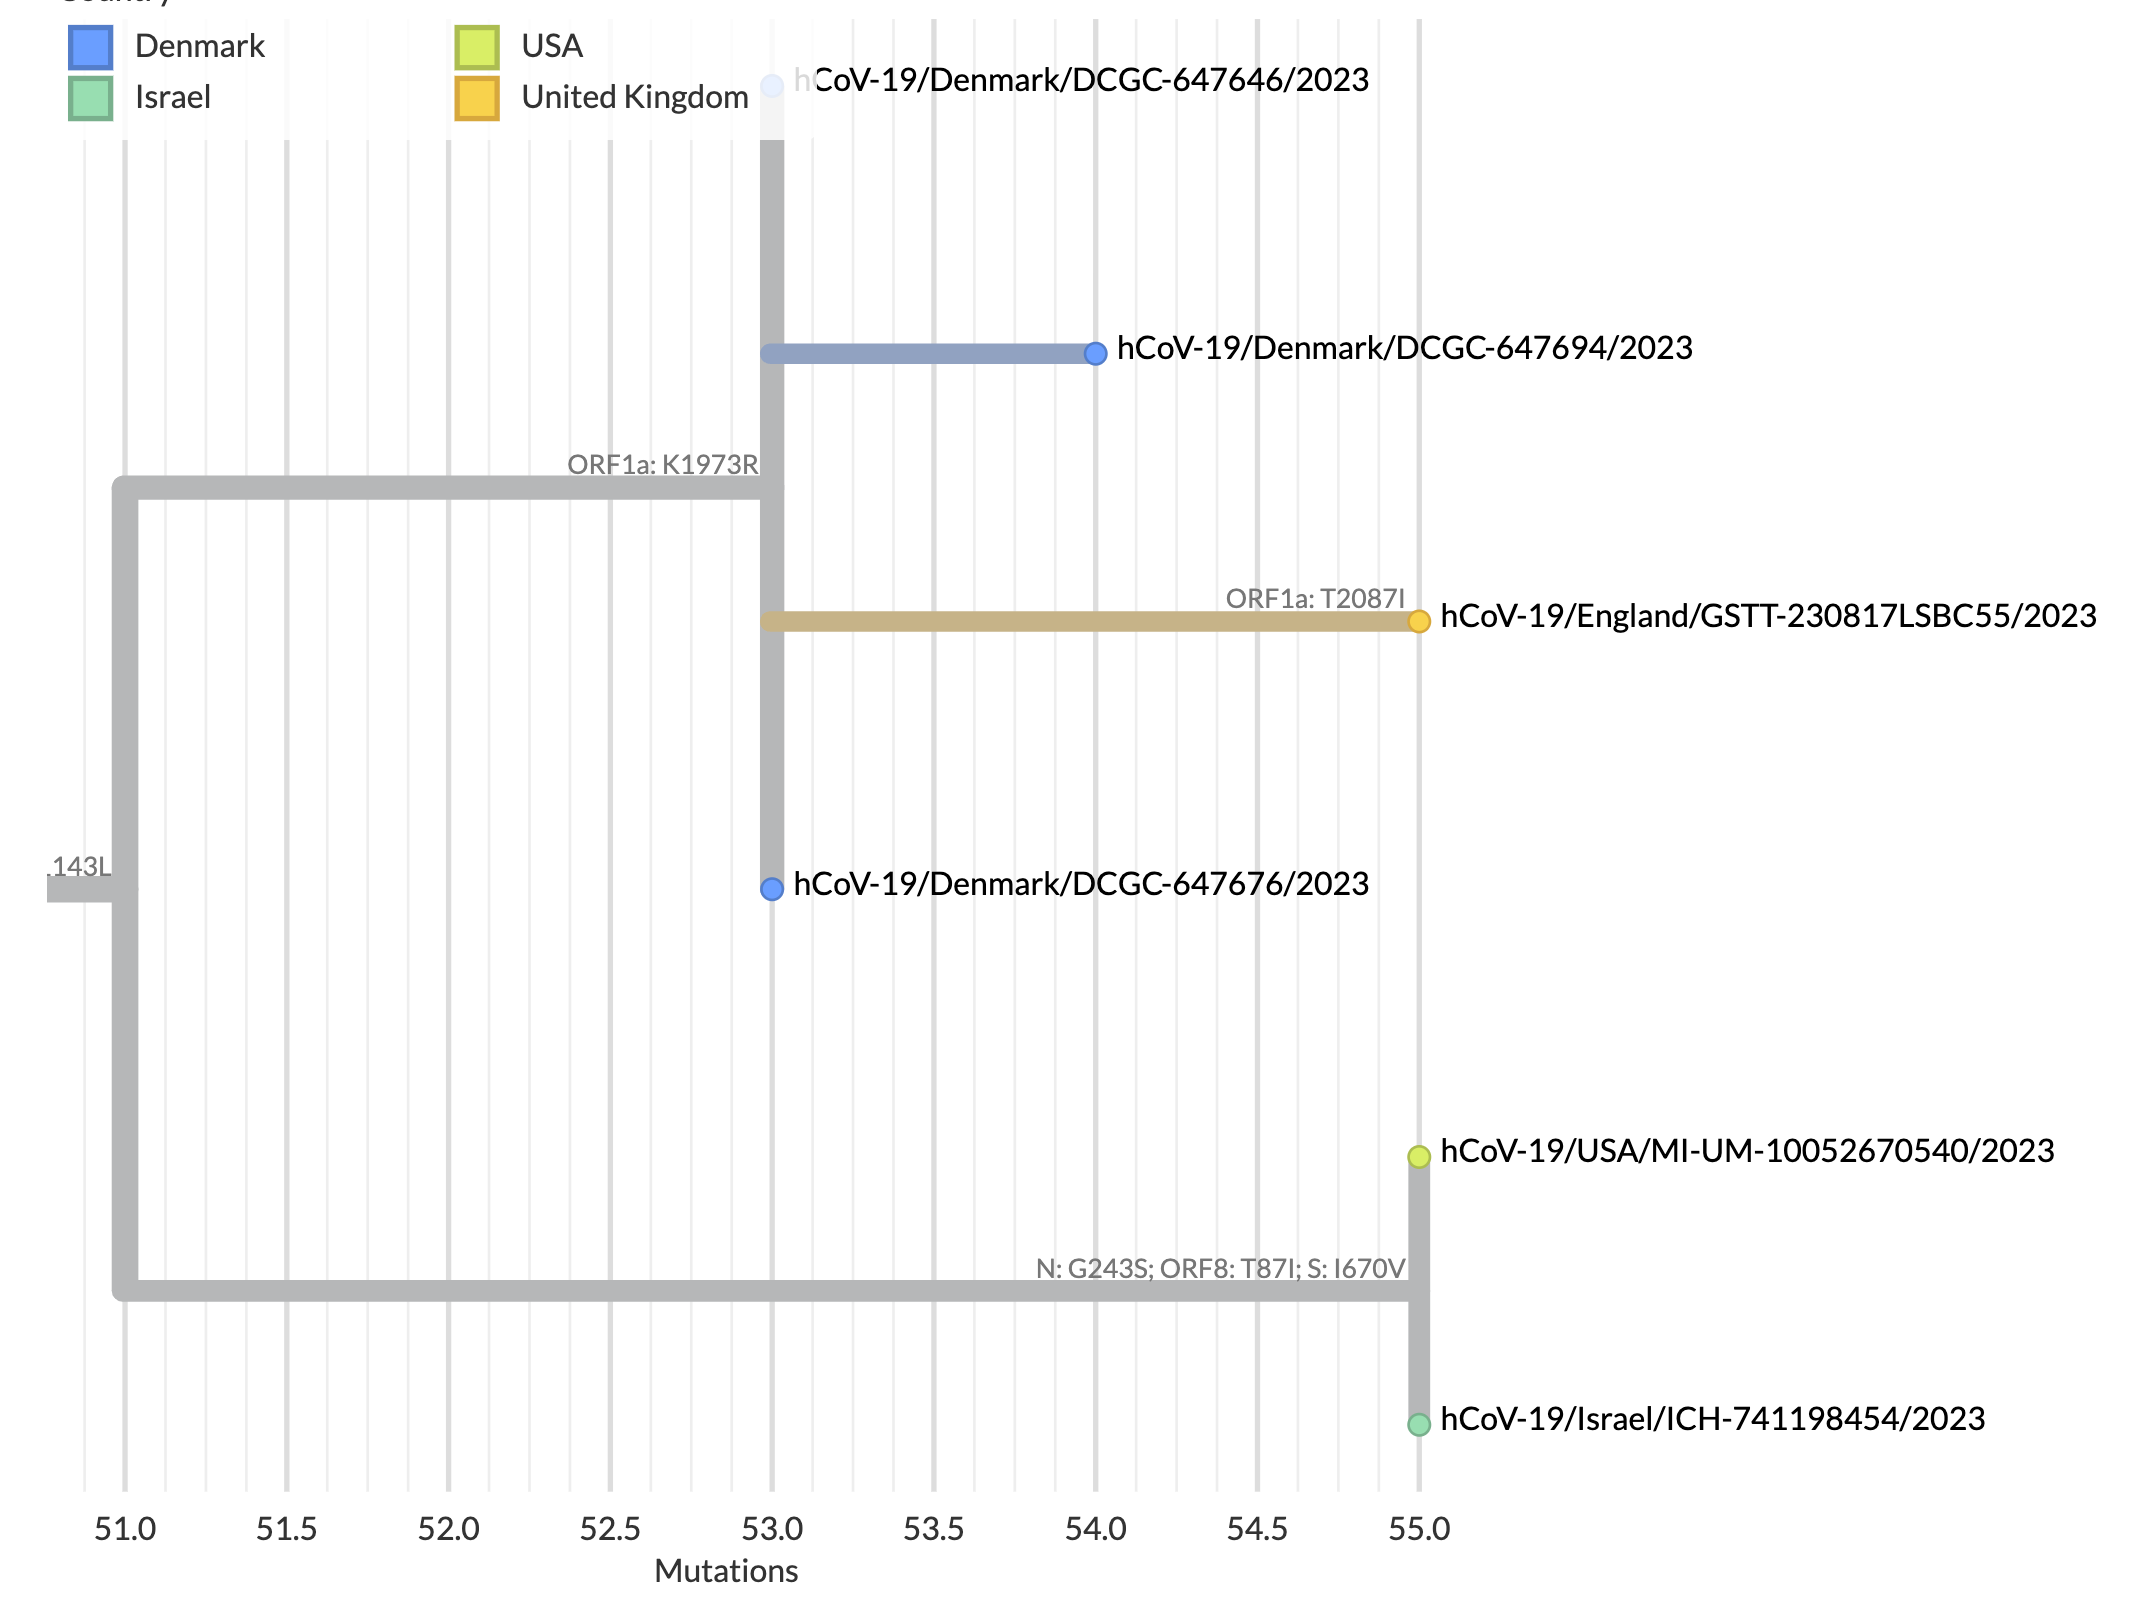 Country
Denmark
USA
Israel
United Kingdom
hCoV-19/Denmark/DCGC-647646/2023
hCoV-19/Denmark/DCGC-647694/2023
ORF1a: K1973R
ORF1a: T2087I
hCoV-19/England/GSTT-230817LSBC55/2023
143L
hCoV-19/Denmark/DCGC-647676/2023
hCoV-19/USA/MI-UM-10052670540/2023
N: G243S; ORF8: T87I; S: I670V
hCoV-19/Israel/ICH-741198454/2023
51.0 51.5 52.0 52.5 53.0 53.5 54.0 54.5 55.0
Mutations